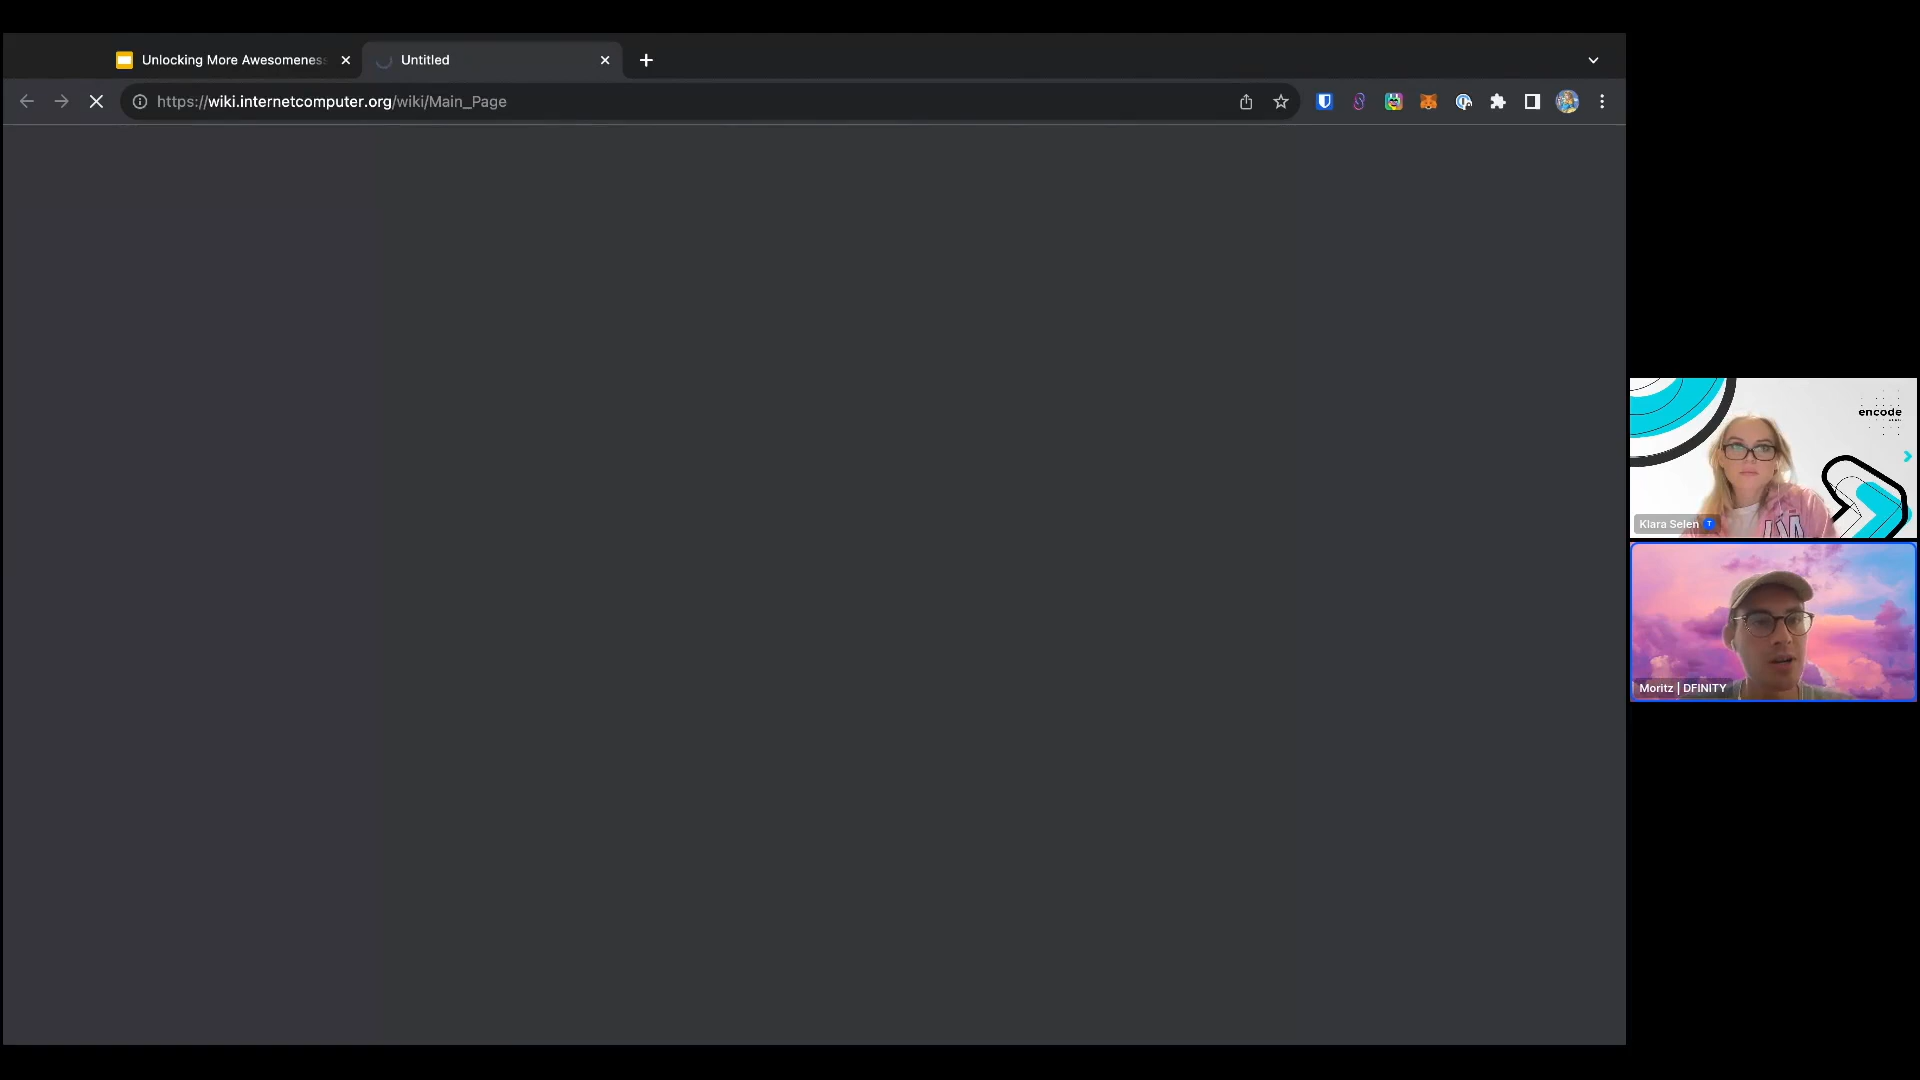 Unlocking More Awesomeness
Untitled
https://wiki.internetcomputer.org/wiki/Main_Page
encode
Klara Selen
Moritz | DFINITY